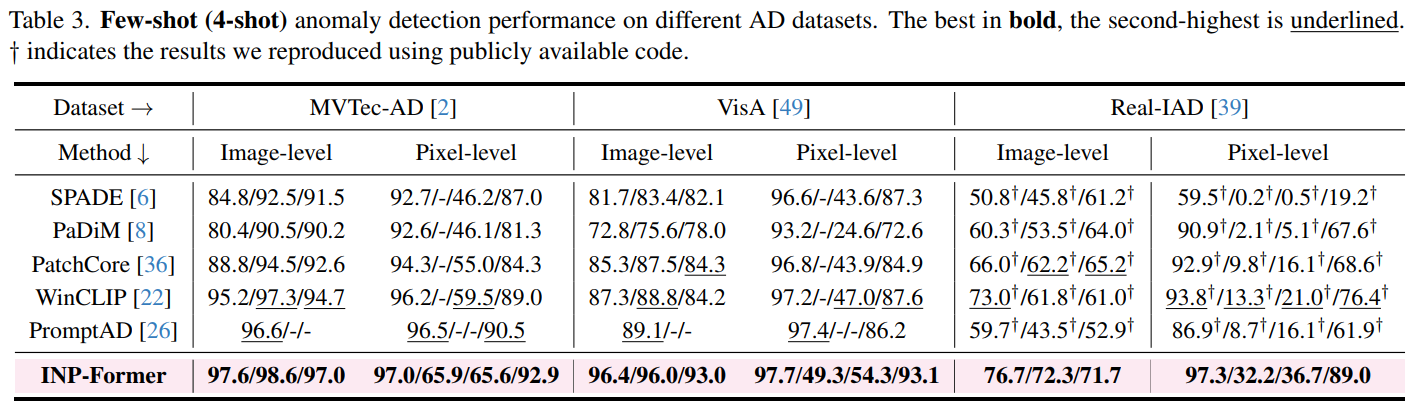 Table 3. Few-shot (4-shot) anomaly detection performance on different AD datasets. The best in bold, the second-highest is underlined.
† indicates the results we reproduced using publicly available code.
Dataset → MVTec-AD [2] VisA [49] Real-IAD [39]
Method ↓ Image-level Pixel-level Image-level Pixel-level Image-level Pixel-level
SPADE [6] 84.8/92.5/91.5 92.7/-/46.2/87.0 81.7/83.4/82.1 96.6/-/43.6/87.3 50.8†/45.8†/61.2† 59.5†/0.2†/0.5†/19.2†
PaDiM [8] 80.4/90.5/90.2 92.6/-/46.1/81.3 72.8/75.6/78.0 93.2/-/24.6/72.6 60.3†/53.5†/64.0† 90.9†/2.1†/5.1†/67.6†
PatchCore [36] 88.8/94.5/92.6 94.3/-/55.0/84.3 85.3/87.5/84.3 96.8/-/43.9/84.9 66.0†/62.2†/65.2† 92.9†/9.8†/16.1†/68.6†
WinCLIP [22] 95.2/97.3/94.7 96.2/-/59.5/89.0 87.3/88.8/84.2 97.2/-/47.0/87.6 73.0†/61.8†/61.0† 93.8†/13.3†/21.0†/76.4†
PromptAD [26] 96.6/-/- 96.5/-/-/90.5 89.1/-/- 97.4/-/-/86.2 59.7†/43.5†/52.9† 86.9†/8.7†/16.1†/61.9†
INP-Former 97.6/98.6/97.0 97.0/65.9/65.6/92.9 96.4/96.0/93.0 97.7/49.3/54.3/93.1 76.7/72.3/71.7 97.3/32.2/36.7/89.0